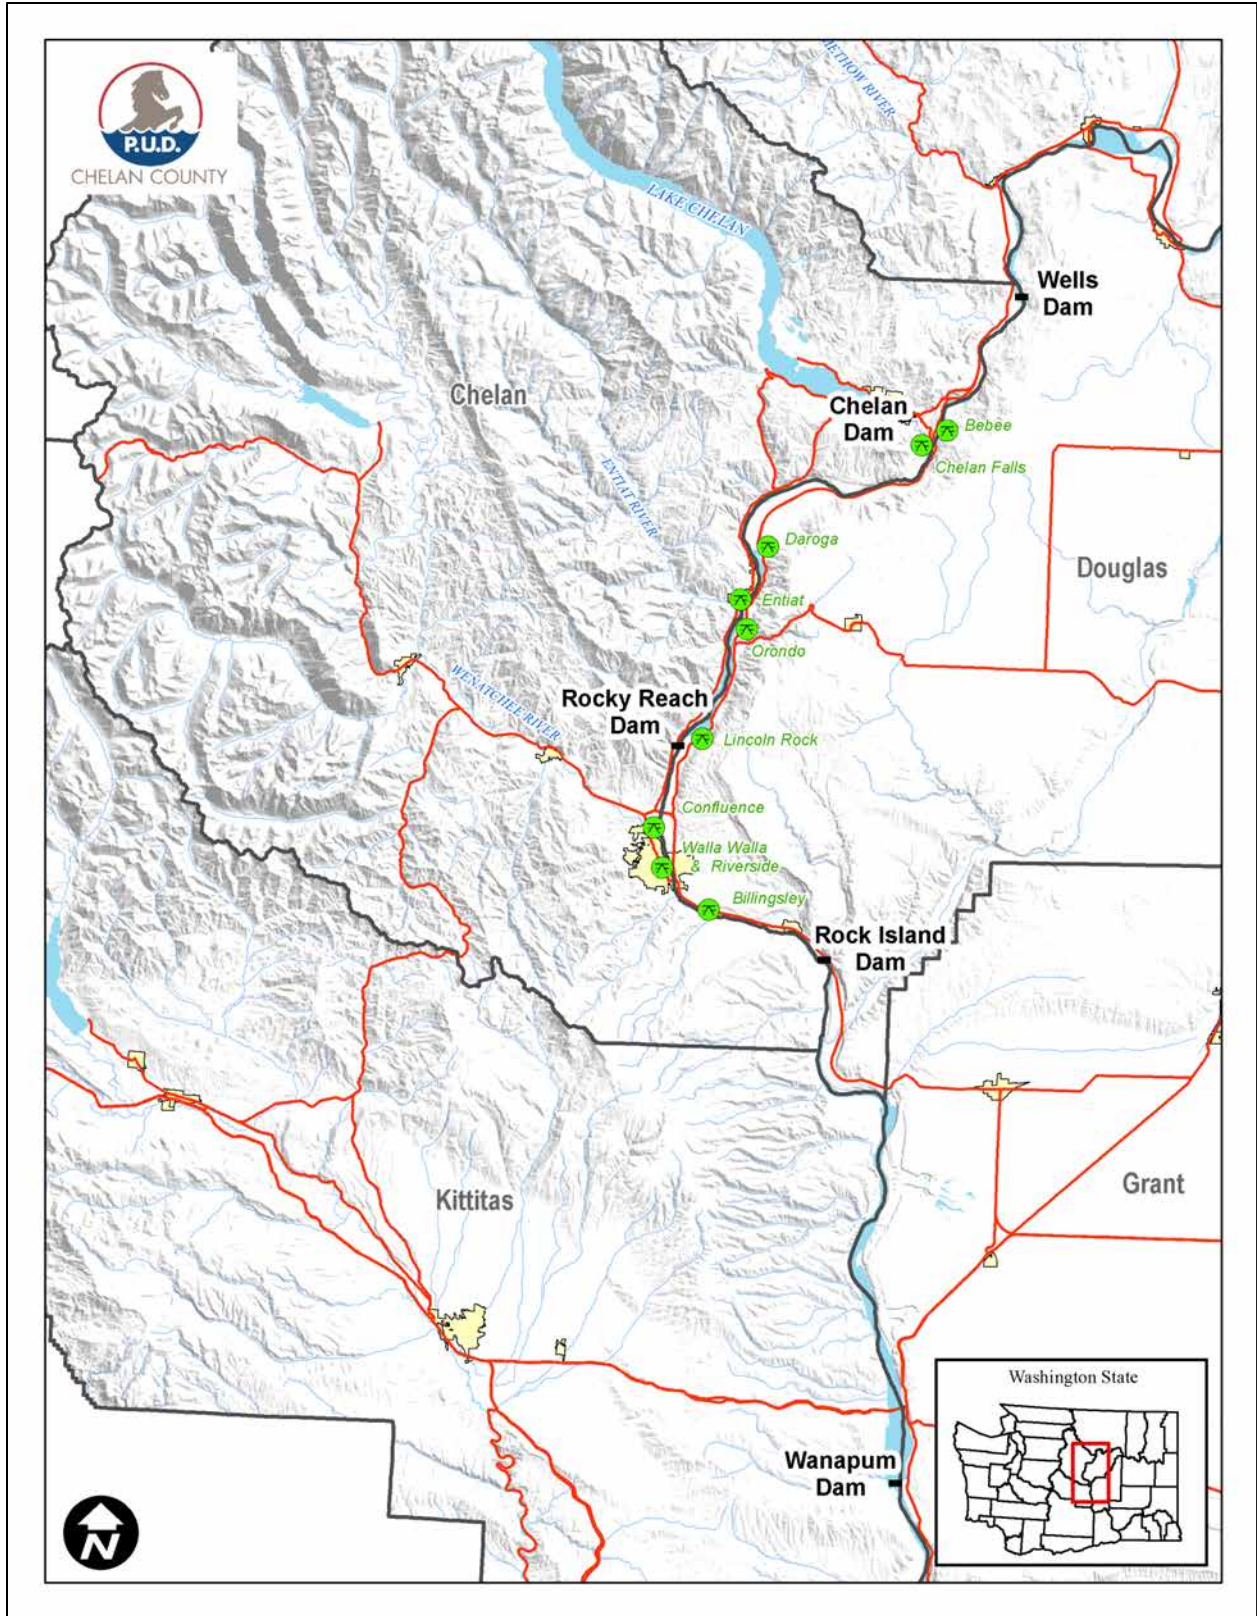 METHOW RIVER
P.U.D.
CHELAN COUNTY
LAKE CHELAN
Wells
Dam
Chelan
Chelan
Dam
Bebee
Chelan Falls
ENTIAT RIVER
Daroga
Douglas
Entiat
Orondo
WENATCHEE RIVER
Rocky Reach
Dam
Lincoln Rock
Confluence
Walla Walla
& Riverside
Billingsley
Rock Island
Dam
Kittitas
Grant
Washington State
Wanapum
Dam
N